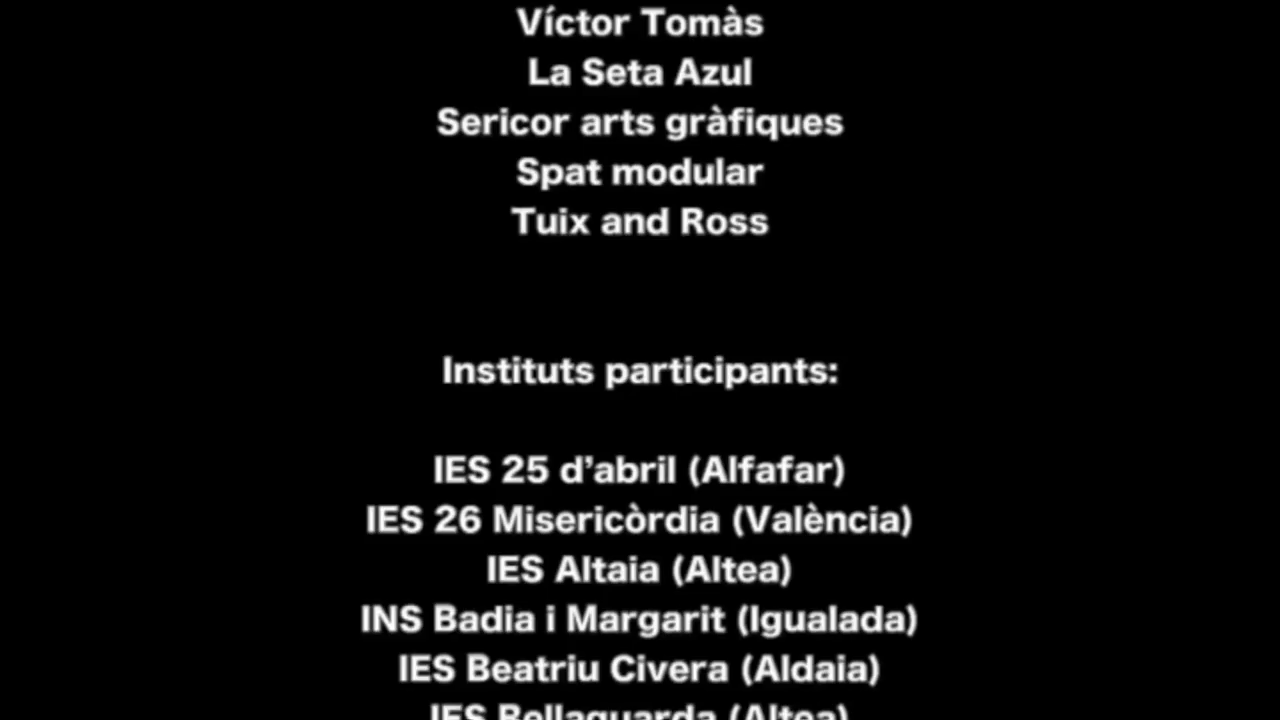 Víctor Tomàs
La Seta Azul
Sericor arts gràfiques
Spat modular
Tuix and Ross
Instituts participants:
IES 25 d’abril (Alfafar)
IES 26 Misericòrdia (València)
IES Altaia (Altea)
INS Badia i Margarit (Igualada)
IES Beatriu Civera (Aldaia)
IES Bellaguarda (Altea)